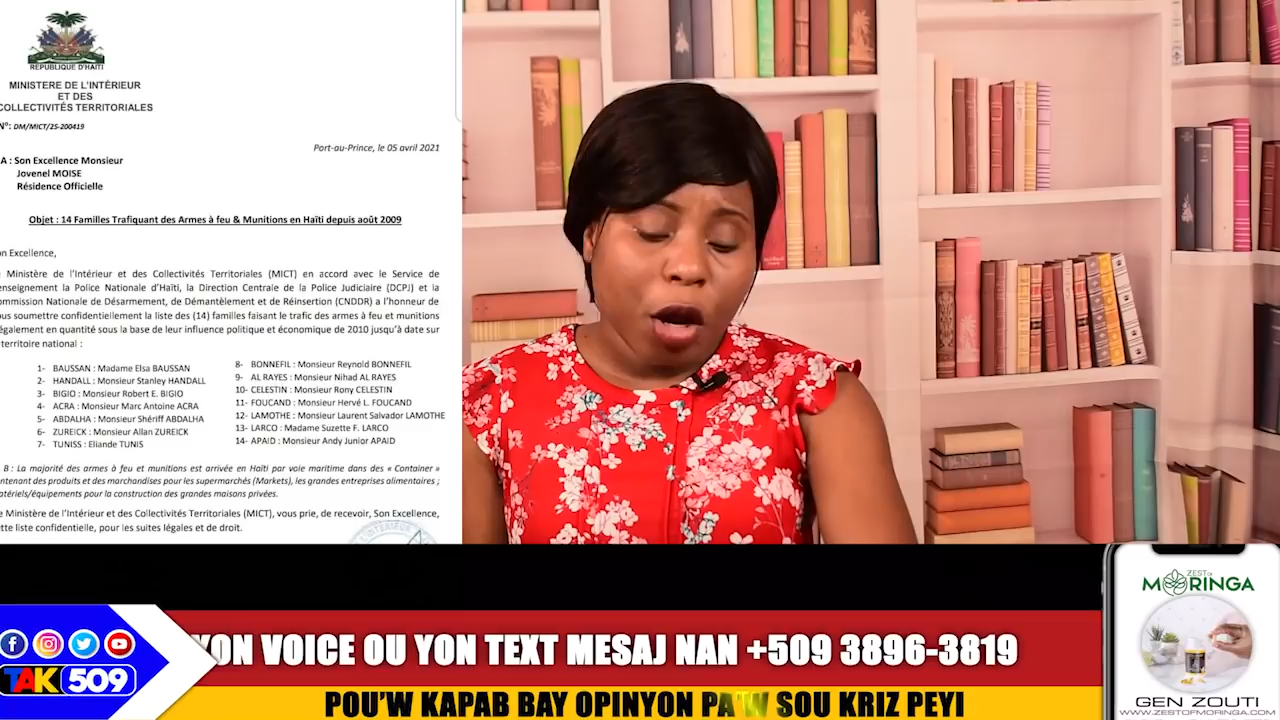 REPUBLIQUE D'HAITI
MINISTERE DE L'INTÉRIEUR
ET DES
COLLECTIVITÉS TERRITORIALES
N°: DM/MICT/25-200419
Port-au-Prince, le 05 avril 2021
A : Son Excellence Monsieur
Jovenel MOISE
Résidence Officielle
Objet : 14 Familles Trafiquant des Armes à feu & Munitions en Haïti depuis août 2009
on Excellence,
Ministère de l'Intérieur et des Collectivités Territoriales (MICT) en accord avec le Service de
enseignement la Police Nationale d'Haïti, la Direction Centrale de la Police Judiciaire (DCPJ) et la
ommission Nationale de Désarmement, de Démantèlement et de Réinsertion (CNDDR) a l'honneur de
ous soumettre confidentiellement la liste des (14) familles faisant le trafic des armes à feu et munitions
également en quantité sous la base de leur influence politique et économique de 2010 jusqu'à date sur
territoire national :
1- BAUSSAN : Madame Elsa BAUSSAN
2- HANDALL : Monsieur Stanley HANDALL
3- BIGIO : Monsieur Robert E. BIGIO
4- ACRA : Monsieur Marc Antoine ACRA
5- ABDALHA : Monsieur Shériff ABDALHA
6- ZUREICK : Monsieur Allan ZUREICK
7- TUNISS : Eliande TUNIS
8- BONNEFIL : Monsieur Reynold BONNEFIL
9- AL RAYES : Monsieur Nihad AL RAYES
10- CELESTIN : Monsieur Rony CELESTIN
11- FOUCAND : Monsieur Hervé L. FOUCAND
12- LAMOTHE : Monsieur Laurent Salvador LAMOTHE
13- LARCO : Madame Suzette F. LARCO
14- APAID : Monsieur Andy Junior APAID
B : La majorité des armes à feu et munitions est arrivée en Haïti par voie maritime dans des « Container »
ntenant des produits et des marchandises pour les supermarchés (Markets), les grandes entreprises alimentaires ;
atériels/équipements pour la construction des grandes maisons privées.
e Ministère de l'Intérieur et des Collectivités Territoriales (MICT), vous prie, de recevoir, Son Excellence,
ette liste confidentielle, pour les suites légales et de droit.
YON VOICE OU YON TEXT MESAJ NAN +509 3896-3819
TAK 509
POU'W KAPAB BAY OPINYON PA'W SOU KRIZ PEYI
ZEST OF
MORINGA
GEN ZOUTI
WWW.ZESTOFMORINGA.COM